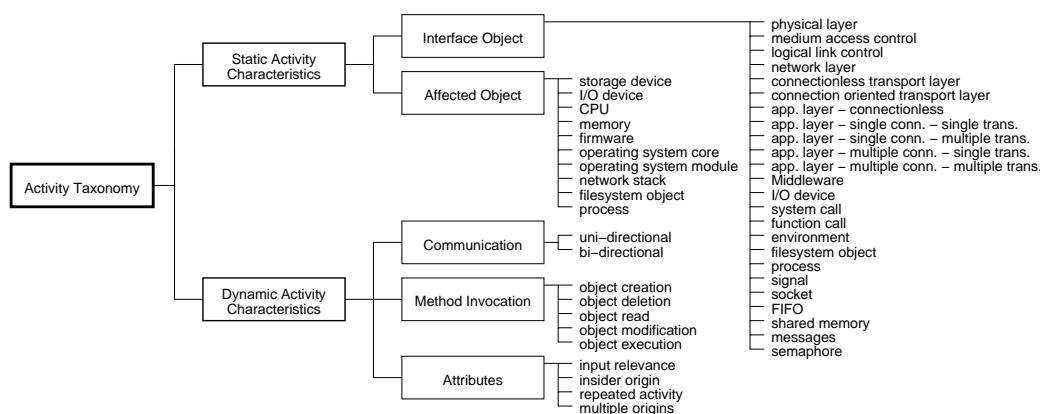 Activity Taxonomy
Static Activity
Characteristics
Interface Object
physical layer
medium access control
logical link control
network layer
connectionless transport layer
connection oriented transport layer
app. layer − connectionless
app. layer − single conn. − single trans.
app. layer − single conn. − multiple trans.
app. layer − multiple conn. − single trans.
app. layer − multiple conn. − multiple trans.
Middleware
I/O device
system call
function call
environment
filesystem object
process
signal
socket
FIFO
shared memory
messages
semaphore
Affected Object
storage device
I/O device
CPU
memory
firmware
operating system core
operating system module
network stack
filesystem object
process
Dynamic Activity
Characteristics
Communication
uni−directional
bi−directional
Method Invocation
object creation
object deletion
object read
object modification
object execution
Attributes
input relevance
insider origin
repeated activity
multiple origins